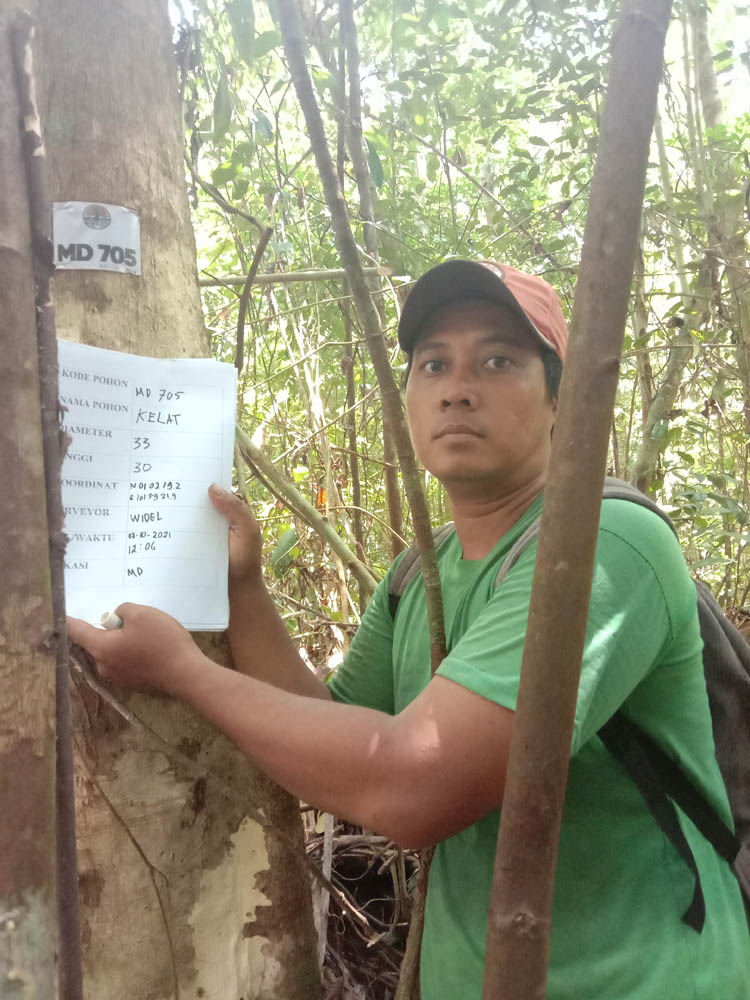 MD 705
KODE POHON MD 705
NAMA POHON KELAT
DIAMETER 33
NGGI 30
OORDINAT N 01 02 19.2
E 101 59 21.9
RVEYOR WIDEL
/WAKTU 07-10-2021
12:06
KASI MD